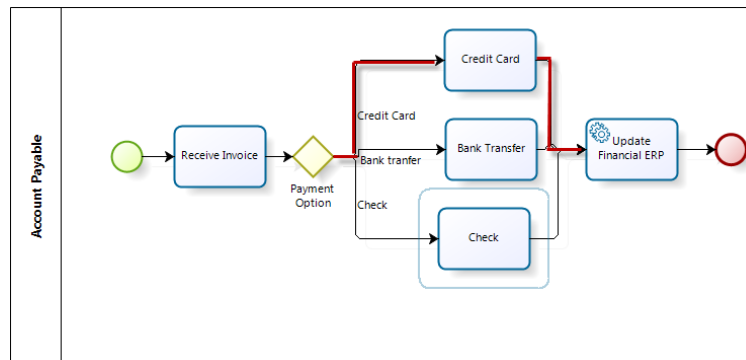 Account Payable
Receive Invoice
Payment
Option
Credit Card
Bank tranfer
Check
Credit Card
Bank Transfer
Check
Update
Financial ERP